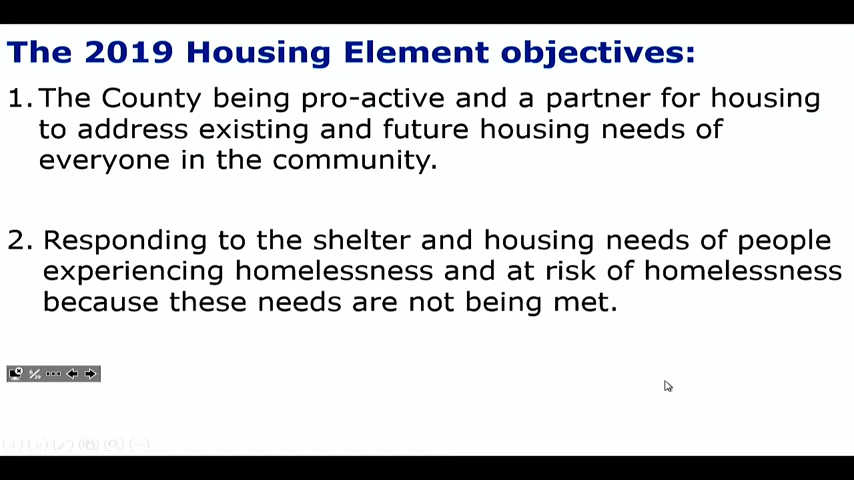 The 2019 Housing Element objectives:
1. The County being pro-active and a partner for housing
to address existing and future housing needs of
everyone in the community.
2. Responding to the shelter and housing needs of people
experiencing homelessness and at risk of homelessness
because these needs are not being met.